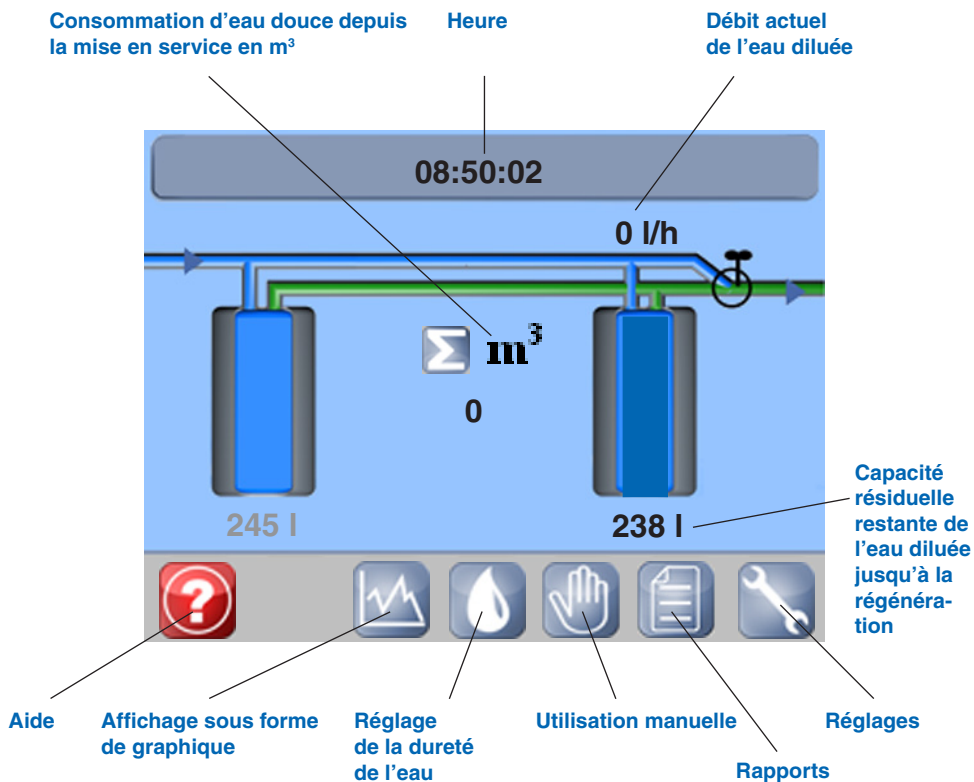 Consommation d'eau douce depuis
la mise en service en m³
Heure
Débit actuel
de l'eau diluée
08:50:02
0 l/h
Σ m³
0
245 l
238 l
Capacité
résiduelle
restante de
l'eau diluée
jusqu'à la
régénéra-
tion
?
Aide
Affichage sous forme
de graphique
Réglage
de la dureté
de l'eau
Utilisation manuelle
Rapports
Réglages